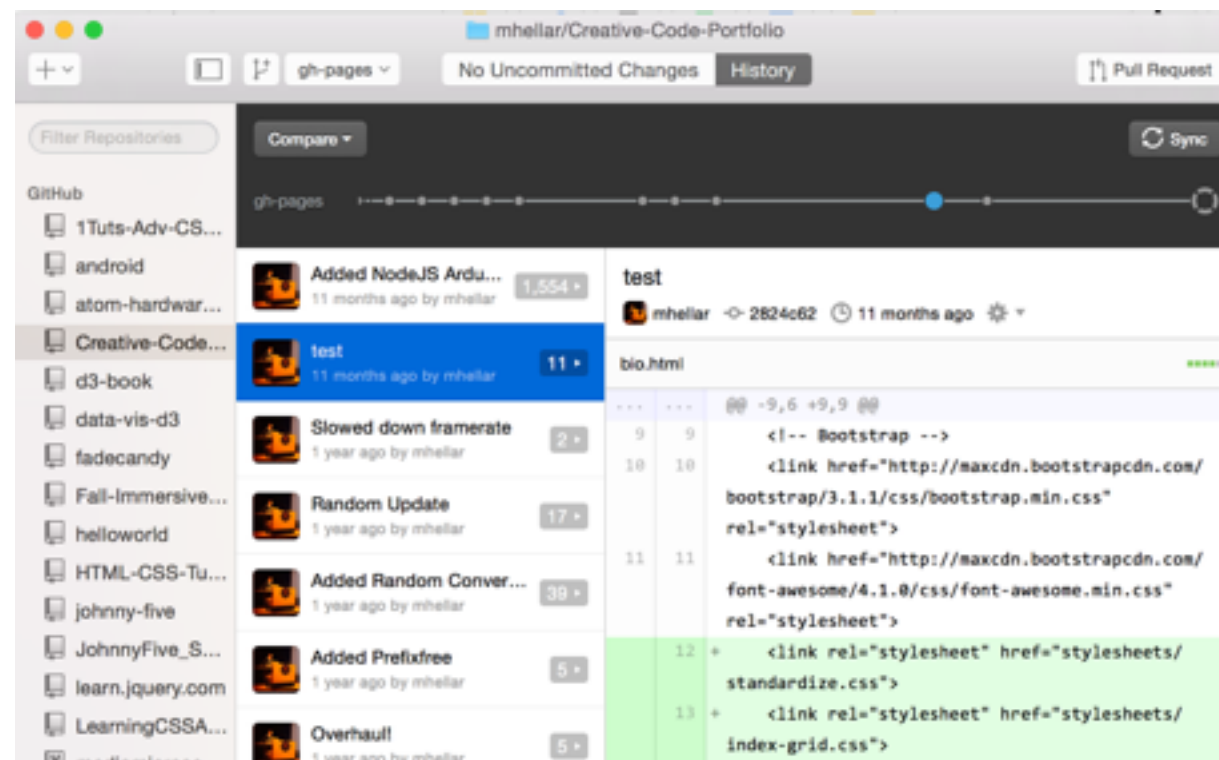 mhellar/Creative-Code-Portfolio
gh-pages
No Uncommitted Changes
History
Pull Request
Filter Repositories
Compare
Sync
gh-pages
GitHub
1Tuts-Adv-CS...
android
atom-hardwar...
Creative-Code...
d3-book
data-vis-d3
fadecandy
Fall-Immersive...
helloworld
HTML-CSS-Tu...
johnny-five
JohnnyFive_S...
learn.jquery.com
LearningCSSA...
Added NodeJS Ardu...
11 months ago by mhellar
1,554
test
11 months ago by mhellar
11
Slowed down framerate
1 year ago by mhellar
2
Random Update
1 year ago by mhellar
17
Added Random Conver...
1 year ago by mhellar
39
Added Prefixfree
1 year ago by mhellar
5
Overhaul!
1 year ago by mhellar
5
test
mhellar 2824c62 11 months ago
bio.html
... ... @@ -9,6 +9,9 @@
9 9 <!-- Bootstrap -->
10 10 <link href="http://maxcdn.bootstrapcdn.com/
bootstrap/3.1.1/css/bootstrap.min.css"
rel="stylesheet">
11 11 <link href="http://maxcdn.bootstrapcdn.com/
font-awesome/4.1.0/css/font-awesome.min.css"
rel="stylesheet">
12 + <link rel="stylesheet" href="stylesheets/
standardize.css">
13 + <link rel="stylesheet" href="stylesheets/
index-grid.css">